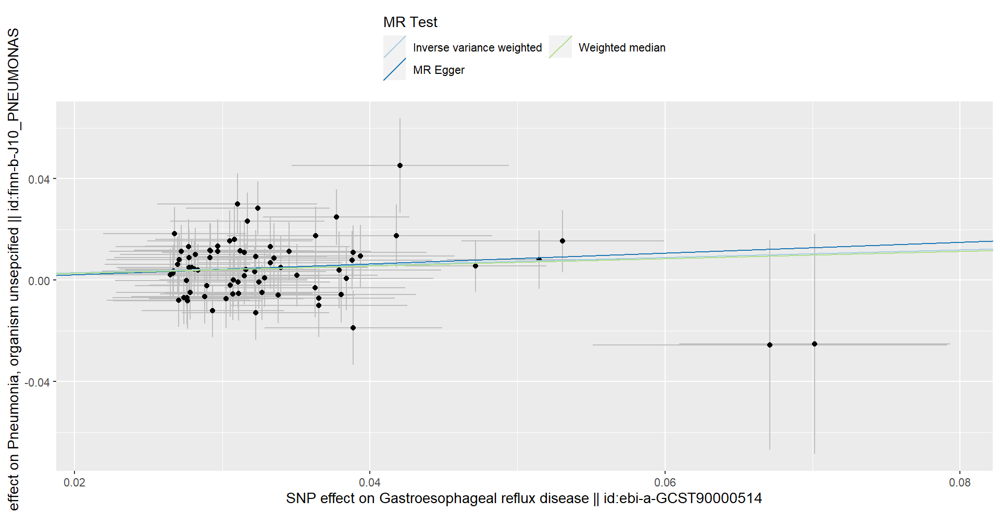 MR Test
Inverse variance weighted
Weighted median
MR Egger
effect on Pneumonia, organism unsepcified || id:finn-b-J10_PNEUMONAS
0.04
0.00
-0.04
0.02
0.04
0.06
0.08
SNP effect on Gastroesophageal reflux disease || id:ebi-a-GCST90000514